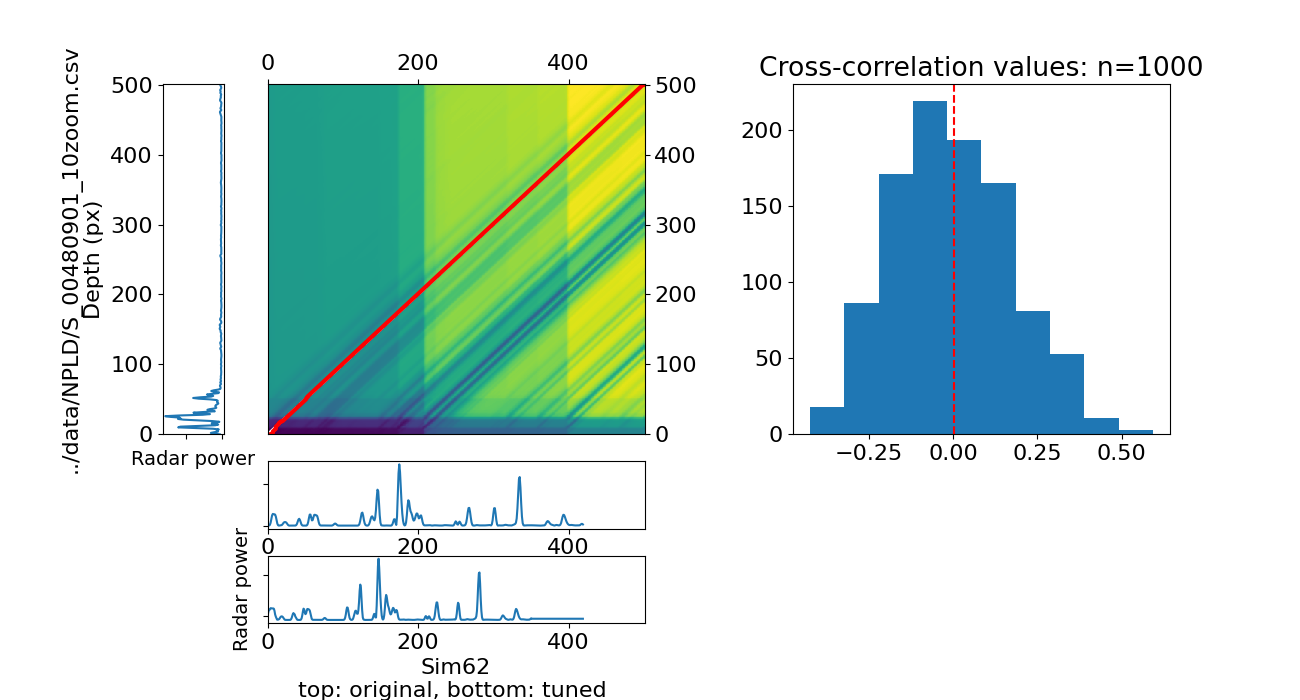 ../data/NPLD/S_00480901_10zoom.csv
Depth (px)
500
400
300
200
100
0
Radar power
0 200 400
500
400
300
200
100
0
0 200 400
Radar power
0 200 400
Sim62
top: original, bottom: tuned
Cross-correlation values: n=1000
200
150
100
50
0
−0.25 0.00 0.25 0.50